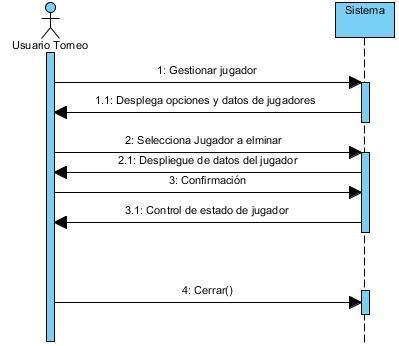 Sistema
Usuario Torneo
1: Gestionar jugador
1.1: Desplega opciones y datos de jugadores
2: Selecciona Jugador a elminar
2.1: Despliegue de datos del jugador
3: Confirmación
3.1: Control de estado de jugador
4: Cerrar()